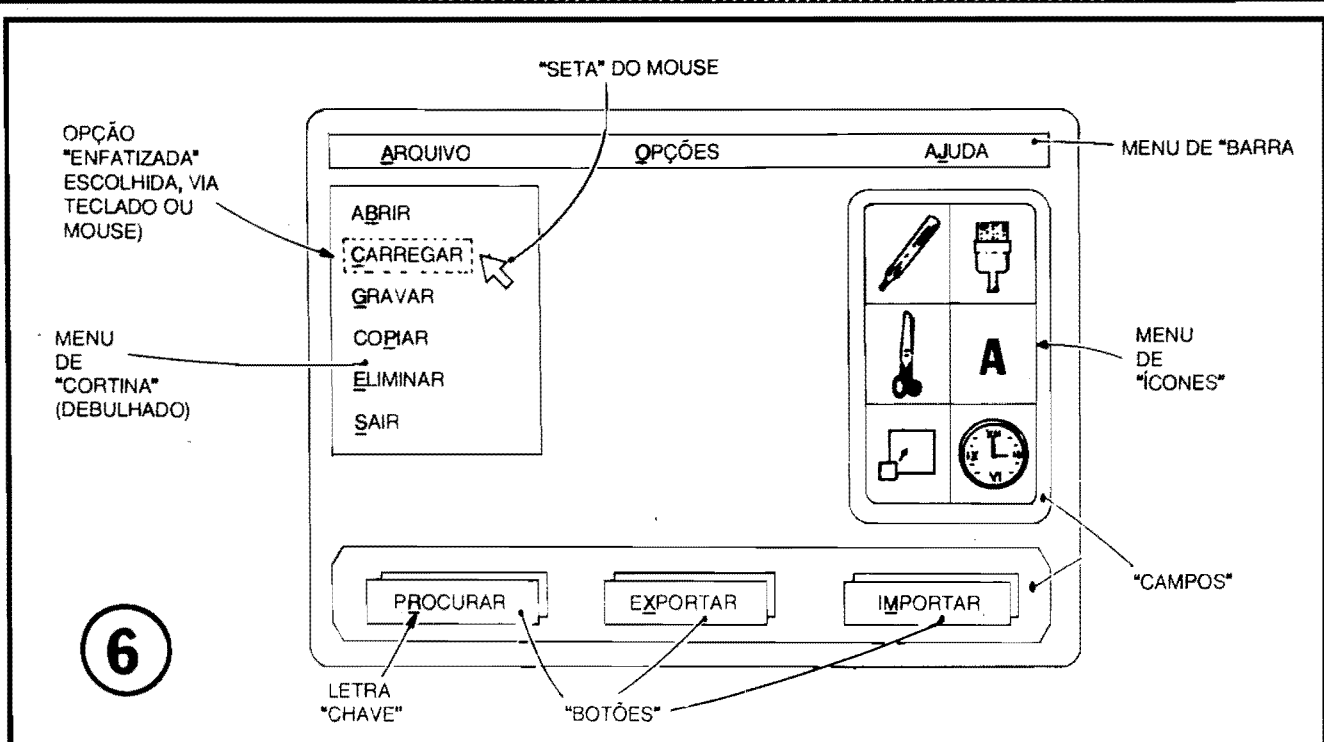 "SETA" DO MOUSE
OPÇÃO
"ENFATIZADA"
ESCOLHIDA, VIA
TECLADO OU
MOUSE)
ARQUIVO
OPÇÕES
AJUDA
MENU DE "BARRA
ABRIR
CARREGAR
GRAVAR
COPIAR
ELIMINAR
SAIR
MENU
DE
"CORTINA"
(DEBULHADO)
A
MENU
DE
"ÍCONES"
PROCURAR
EXPORTAR
IMPORTAR
"CAMPOS"
6
LETRA
"CHAVE"
"BOTÕES"